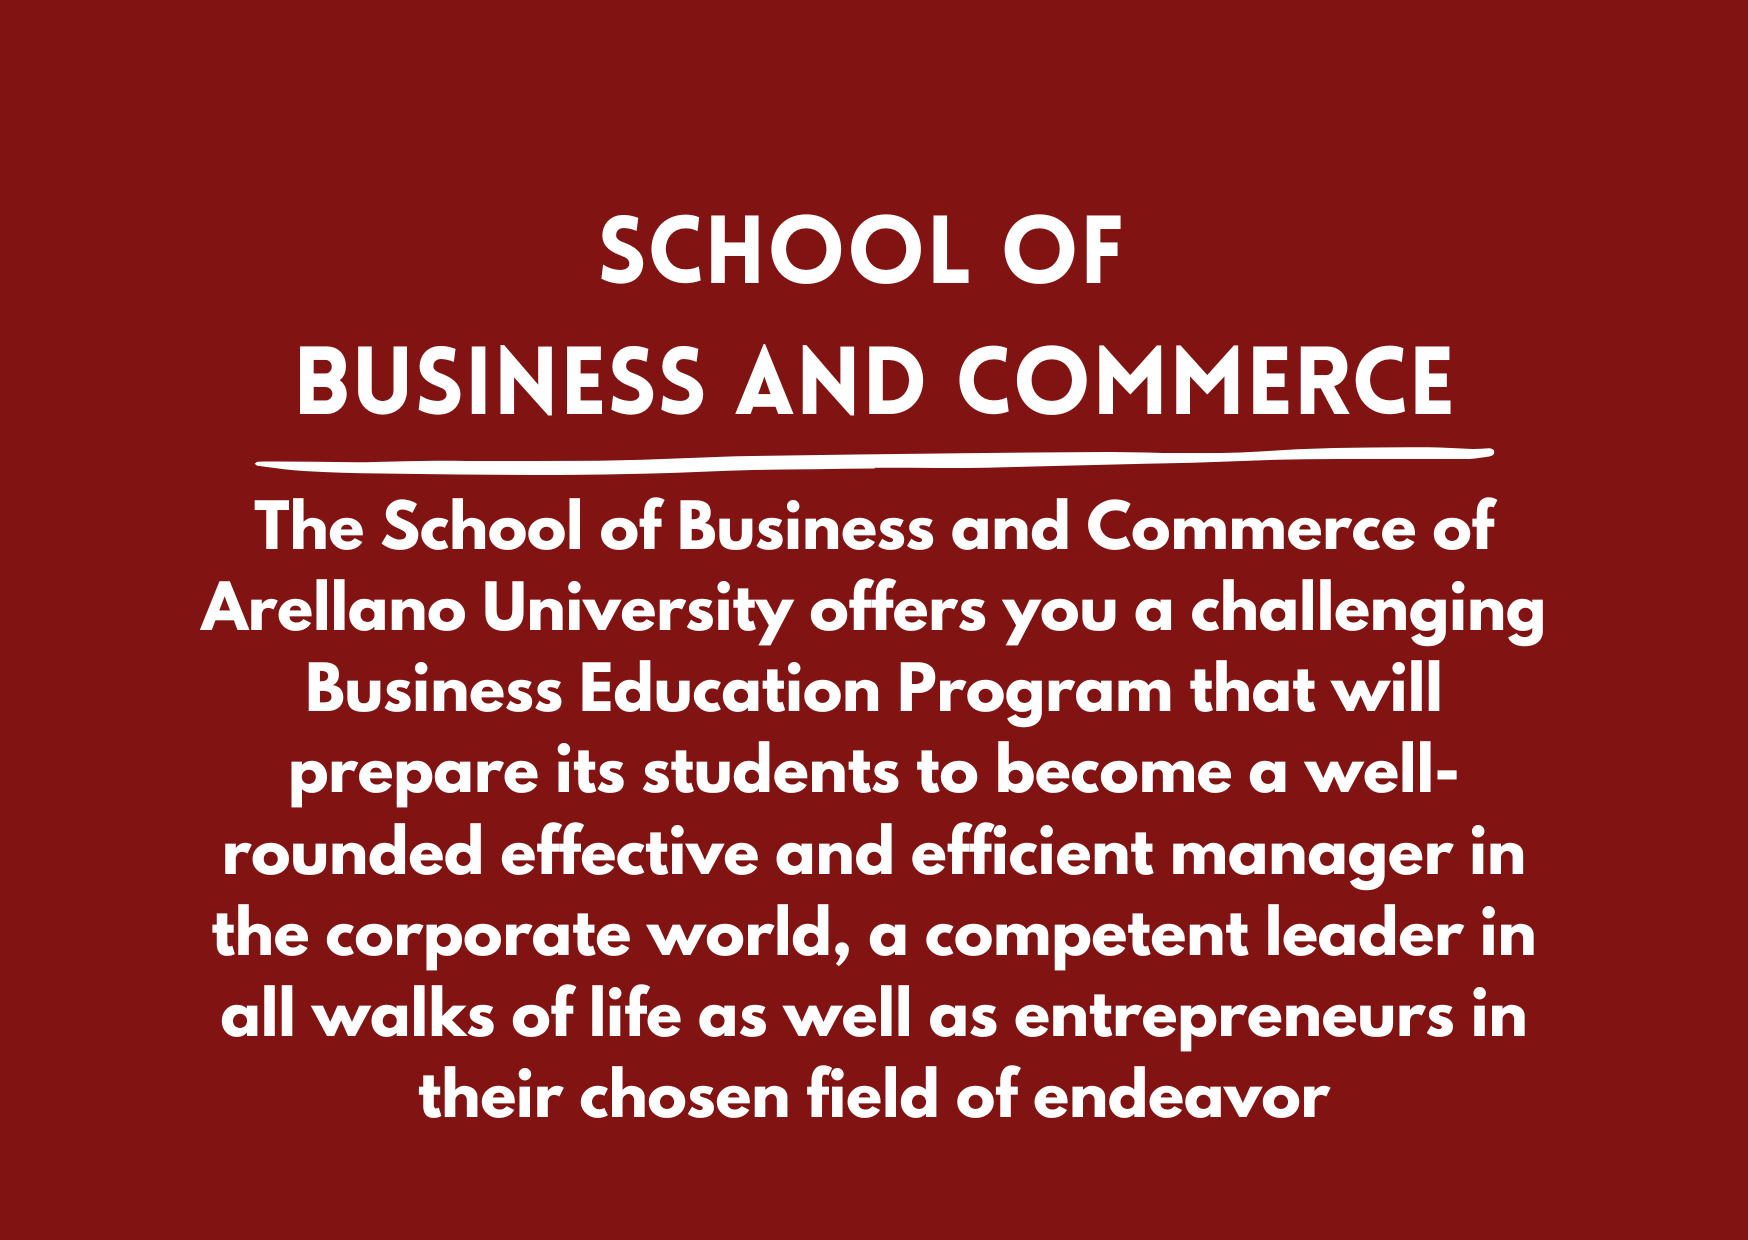 SCHOOL OF
BUSINESS AND COMMERCE
The School of Business and Commerce of
Arellano University offers you a challenging
Business Education Program that will
prepare its students to become a well-
rounded effective and efficient manager in
the corporate world, a competent leader in
all walks of life as well as entrepreneurs in
their chosen field of endeavor